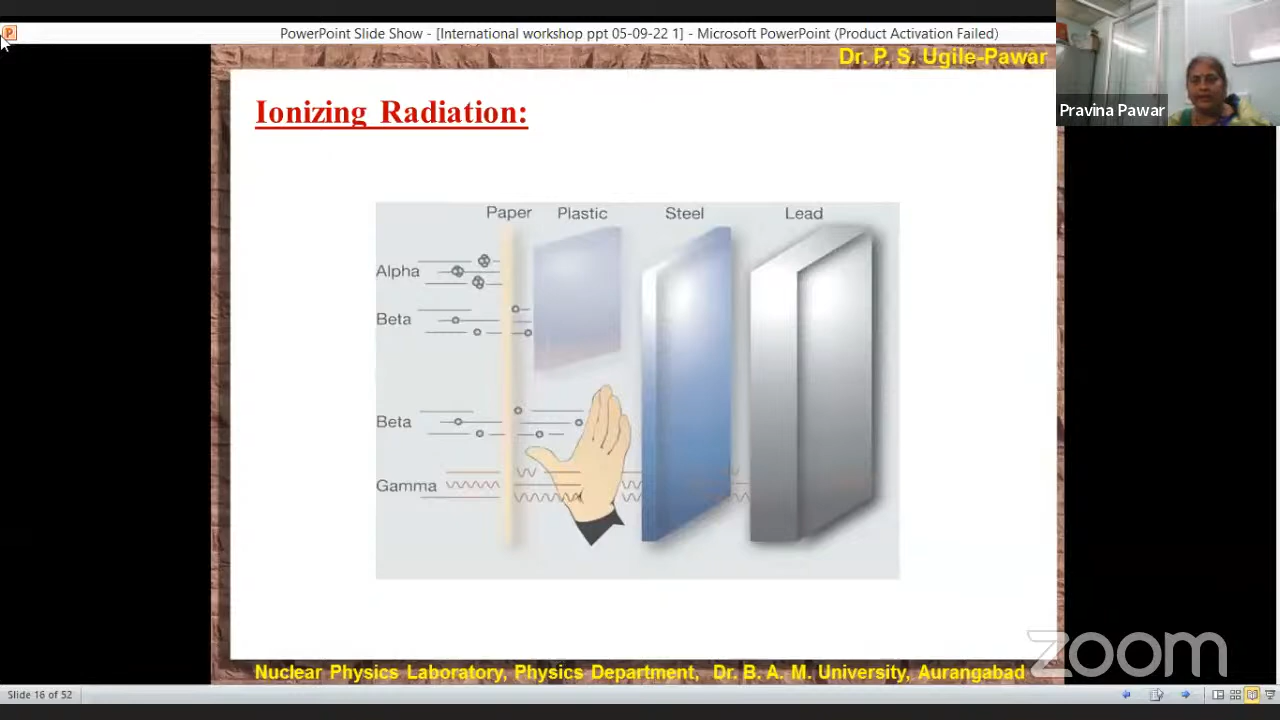 PowerPoint Slide Show - [International workshop ppt 05-09-22 1] - Microsoft PowerPoint (Product Activation Failed)
Dr. P. S. Ugile-Pawar
Pravina Pawar
Ionizing Radiation:
Paper Plastic Steel Lead
Alpha
Beta
Beta
Gamma
zoom
Nuclear Physics Laboratory, Physics Department, Dr. B. A. M. University, Aurangabad
Slide 16 of 52